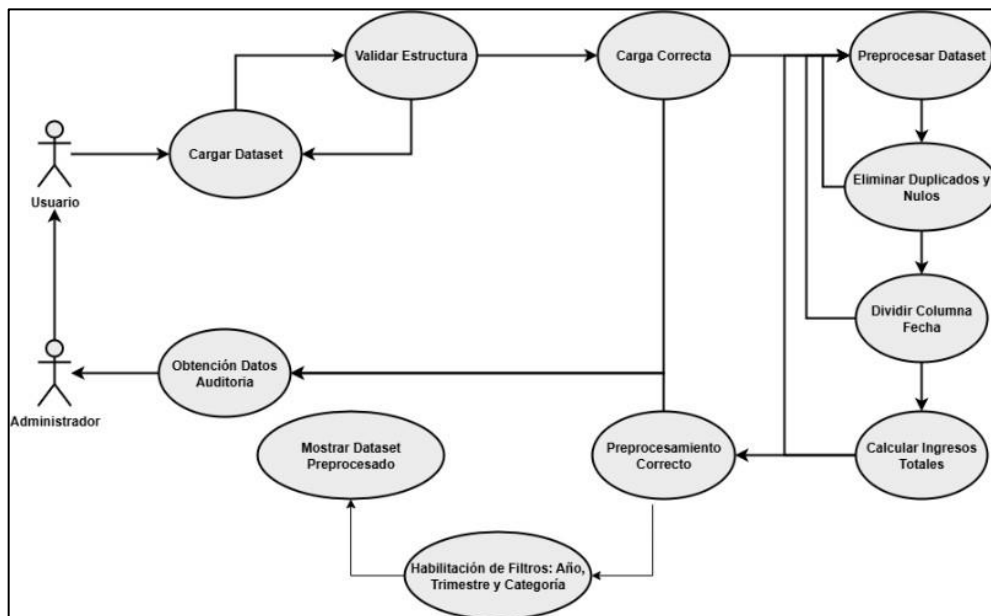 Validar Estructura
Carga Correcta
Preprocesar Dataset
Cargar Dataset
Usuario
Eliminar Duplicados y
Nulos
Dividir Columna
Fecha
Obtención Datos
Auditoria
Administrador
Mostrar Dataset
Preprocesado
Preprocesamiento
Correcto
Calcular Ingresos
Totales
Habilitación de Filtros: Año,
Trimestre y Categoría